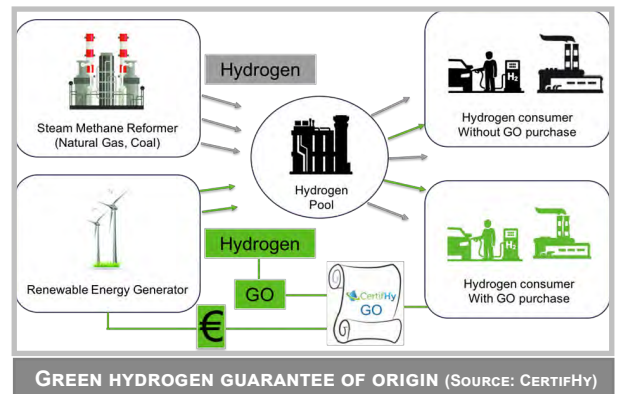 Hydrogen
Steam Methane Reformer
(Natural Gas, Coal)
Hydrogen
Pool
H2
Hydrogen consumer
Without GO purchase
Renewable Energy Generator
Hydrogen
GO
€
CertifHy
GO
H2
Hydrogen consumer
With GO purchase
GREEN HYDROGEN GUARANTEE OF ORIGIN (SOURCE: CERTIFHY)